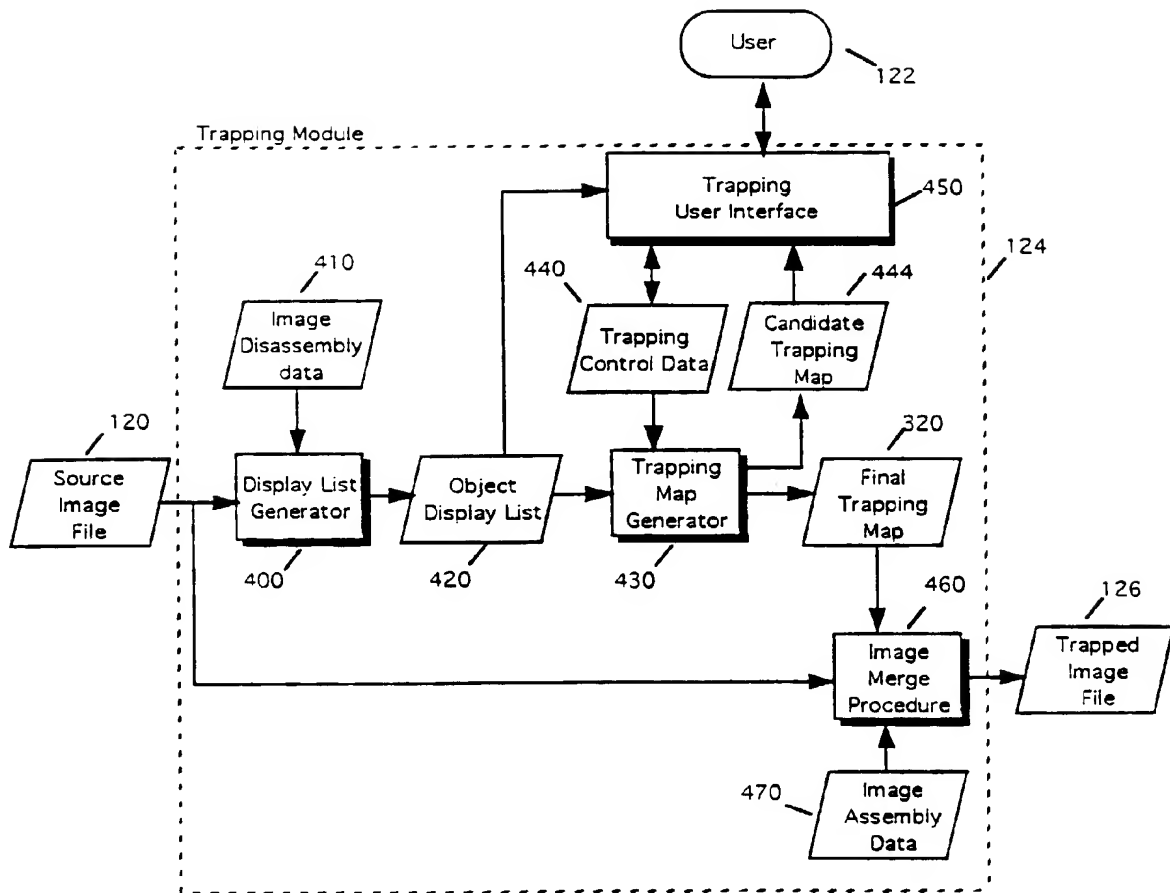 User
122
Trapping Module
Trapping
User Interface
450
124
410
440
444
Image
Disassembly
data
Trapping
Control Data
Candidate
Trapping
Map
120
320
Source
Image
File
Display List
Generator
Object
Display List
Trapping
Map
Generator
Final
Trapping
Map
400
420
430
460
126
Image
Merge
Procedure
Trapped
Image
File
470
Image
Assembly
Data